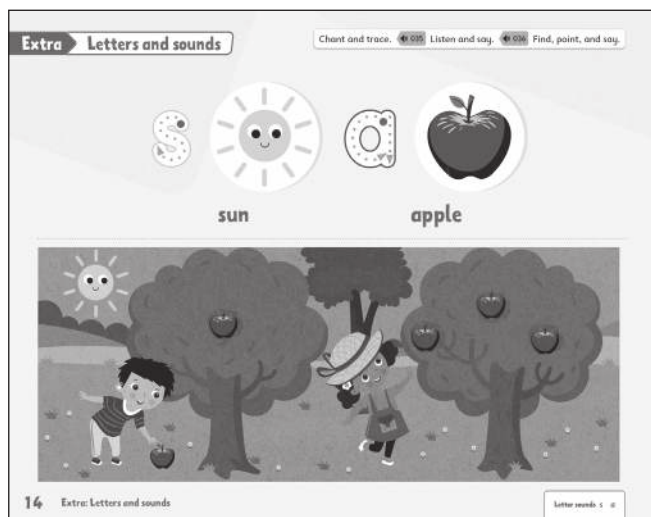 Extra Letters and sounds
Chant and trace. 035 Listen and say. 036 Find, point, and say.
s a
sun apple
14 Extra: Letters and sounds
Letter sounds s a